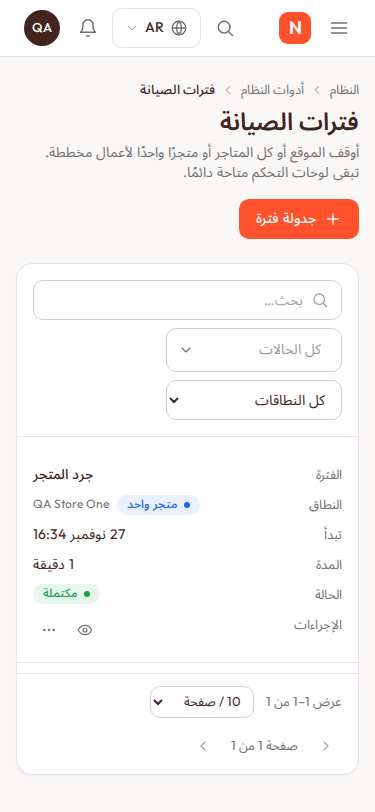 N
AR
QA
النظام
أدوات النظام
فترات الصيانة
فترات الصيانة
أوقف الموقع أو كل المتاجر أو متجرًا واحدًا لأعمال مخططة.
تبقى لوحات التحكم متاحة دائمًا.
جدولة فترة
بحث...
كل الحالات
كل النطاقات
الفترة جرد المتجر
النطاق متجر واحد QA Store One
تبدأ 27 نوفمبر 16:34
المدة 1 دقيقة
الحالة مكتملة
الإجراءات
عرض 1–1 من 1 10 / صفحة
صفحة 1 من 1